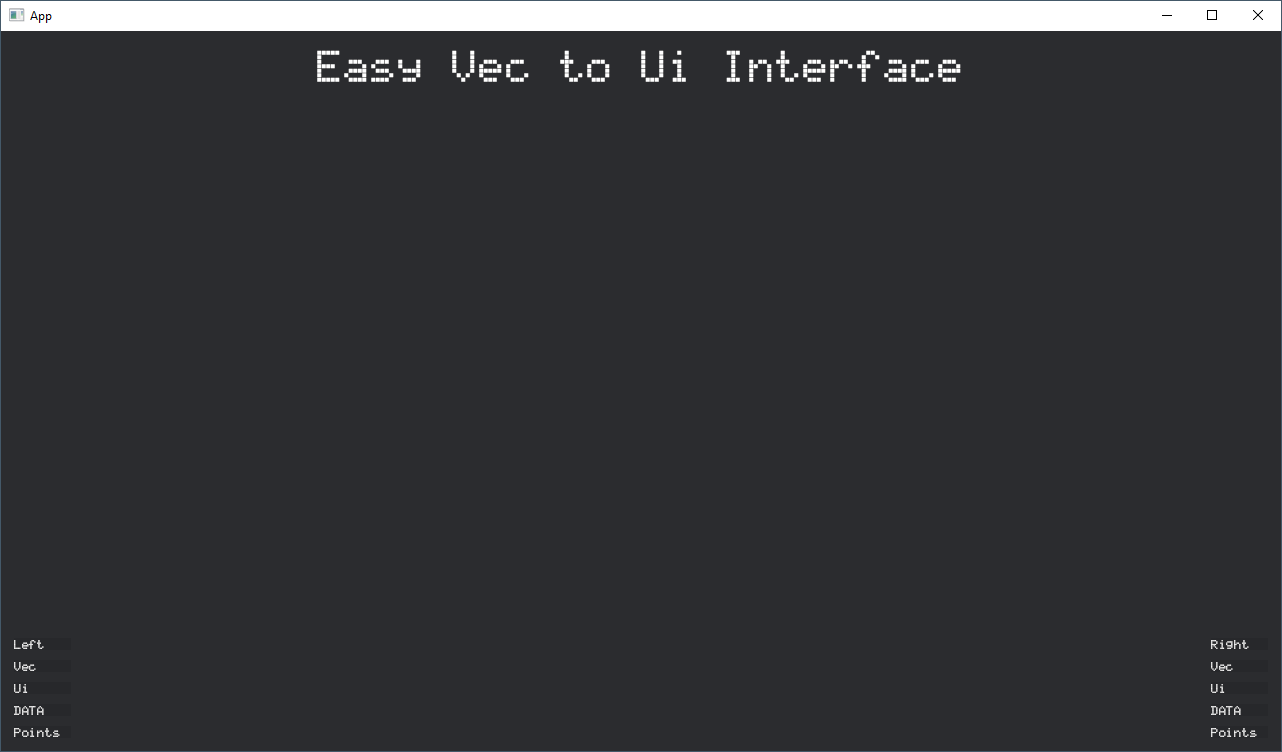 App
Easy Vec to Ui Interface
Left
Vec
Ui
DATA
Points
Right
Vec
Ui
DATA
Points